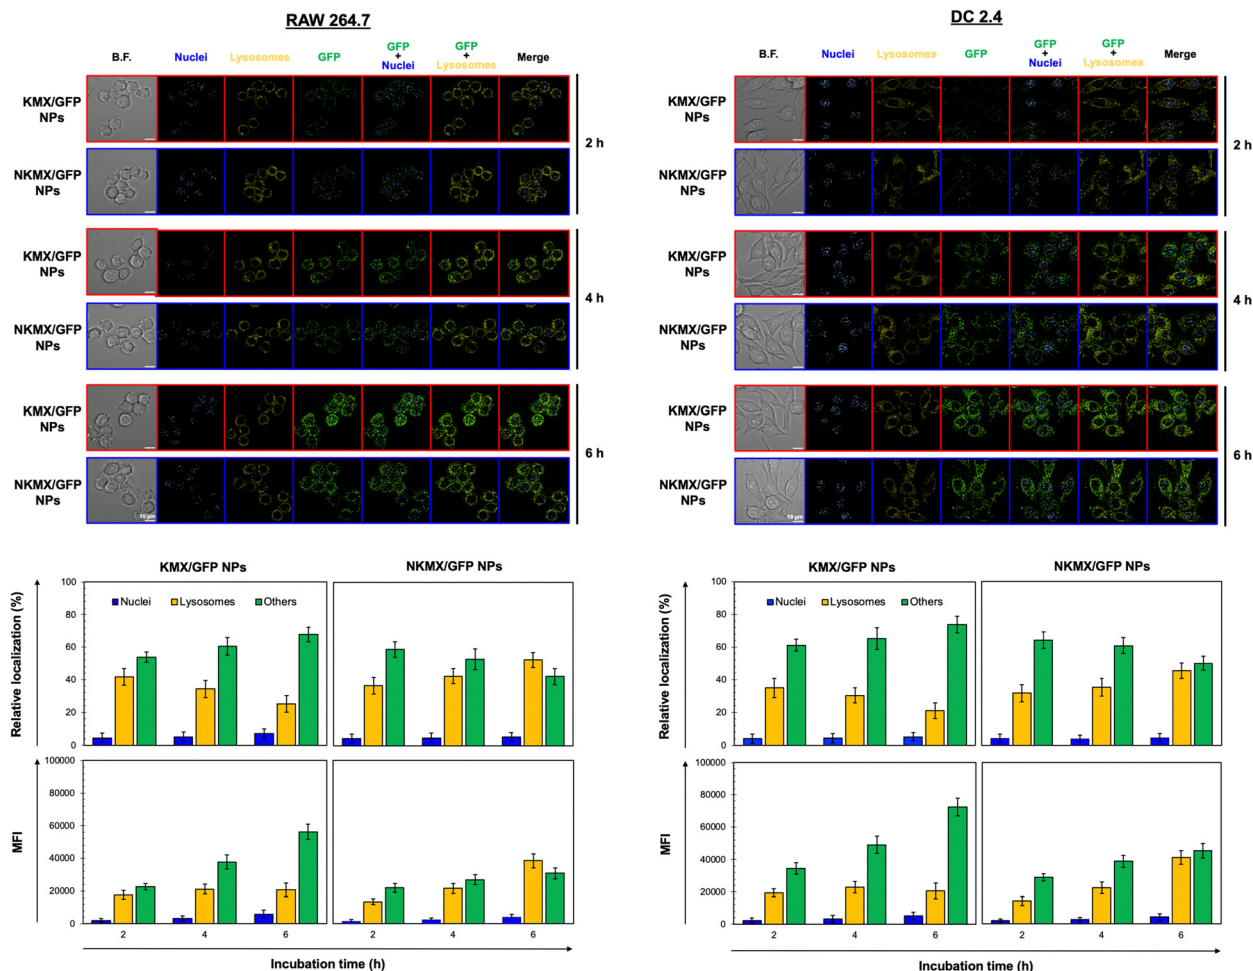 RAW 264.7
B.F. Nuclei Lysosomes GFP GFP + Nuclei GFP + Lysosomes Merge
KMX/GFP NPs
NKMX/GFP NPs
2 h
KMX/GFP NPs
NKMX/GFP NPs
4 h
KMX/GFP NPs
NKMX/GFP NPs
10 µm
6 h
KMX/GFP NPs NKMX/GFP NPs
Relative localization (%)
100
80
60
40
20
0
Nuclei Lysosomes Others
MFI
100000
80000
60000
40000
20000
0
2 4 6 2 4 6
Incubation time (h)
DC 2.4
B.F. Nuclei Lysosomes GFP GFP + Nuclei GFP + Lysosomes Merge
KMX/GFP NPs
NKMX/GFP NPs
2 h
KMX/GFP NPs
NKMX/GFP NPs
4 h
KMX/GFP NPs
NKMX/GFP NPs
10 µm
6 h
KMX/GFP NPs NKMX/GFP NPs
Relative localization (%)
100
80
60
40
20
0
Nuclei Lysosomes Others
MFI
100000
80000
60000
40000
20000
0
2 4 6 2 4 6
Incubation time (h)